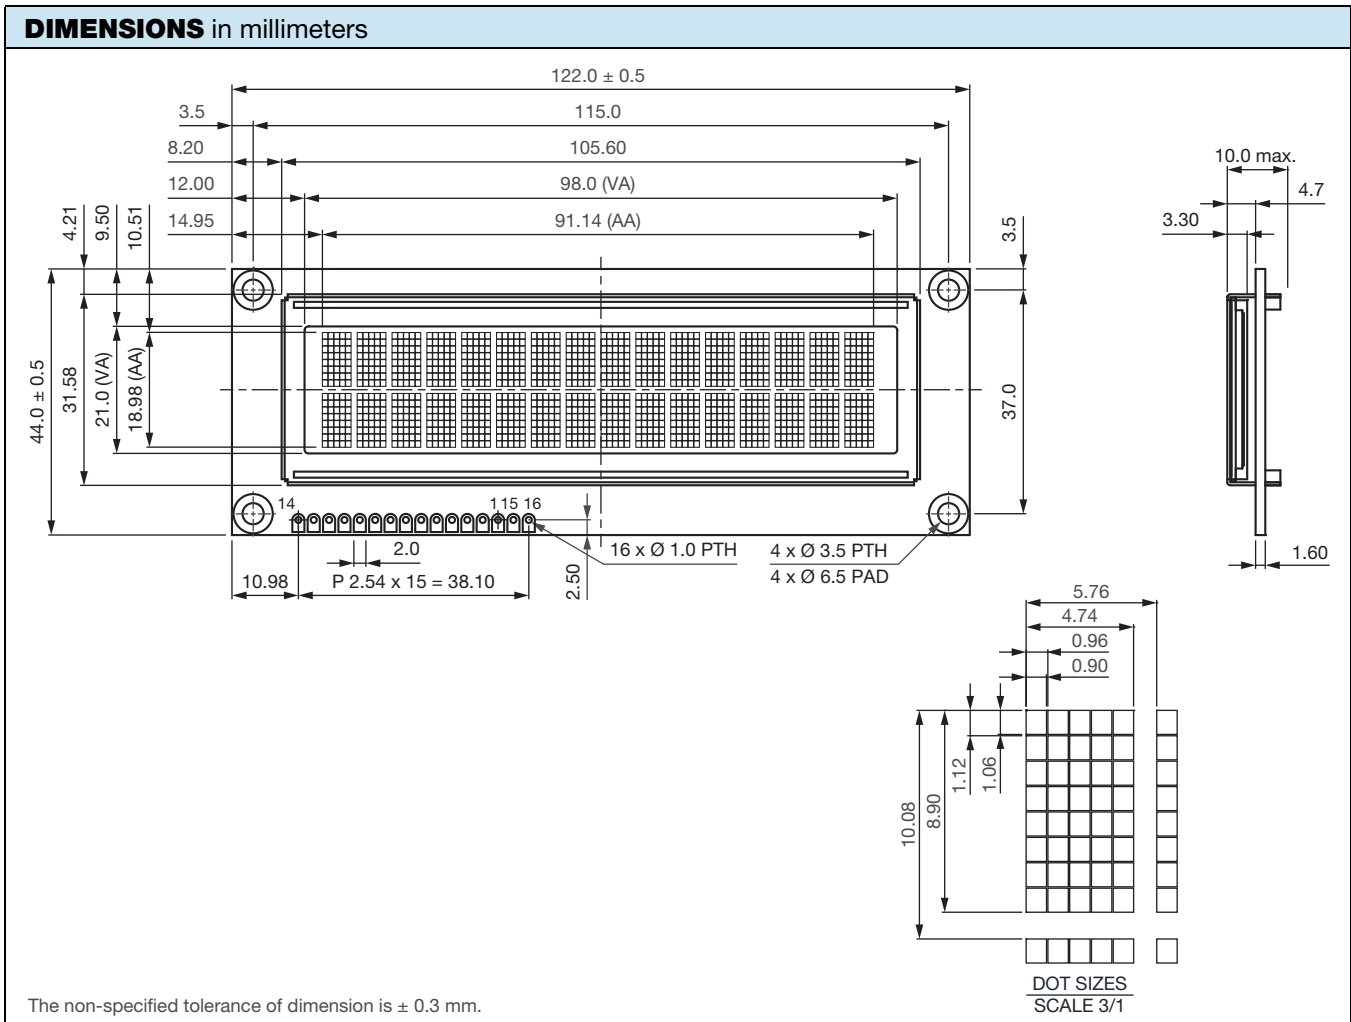 DIMENSIONS in millimeters
122.0 ± 0.5
3.5
115.0
8.20
105.60
10.0 max.
12.00
98.0 (VA)
4.7
4.21
9.50
10.51
14.95
91.14 (AA)
3.5
3.30
44.0 ± 0.5
31.58
21.0 (VA)
18.98 (AA)
37.0
14
1 15 16
2.0
16 x Ø 1.0 PTH
4 x Ø 3.5 PTH
4 x Ø 6.5 PAD
1.60
10.98
P 2.54 x 15 = 38.10
2.50
5.76
4.74
0.96
0.90
1.12
1.06
10.08
8.90
DOT SIZES
SCALE 3/1
The non-specified tolerance of dimension is ± 0.3 mm.